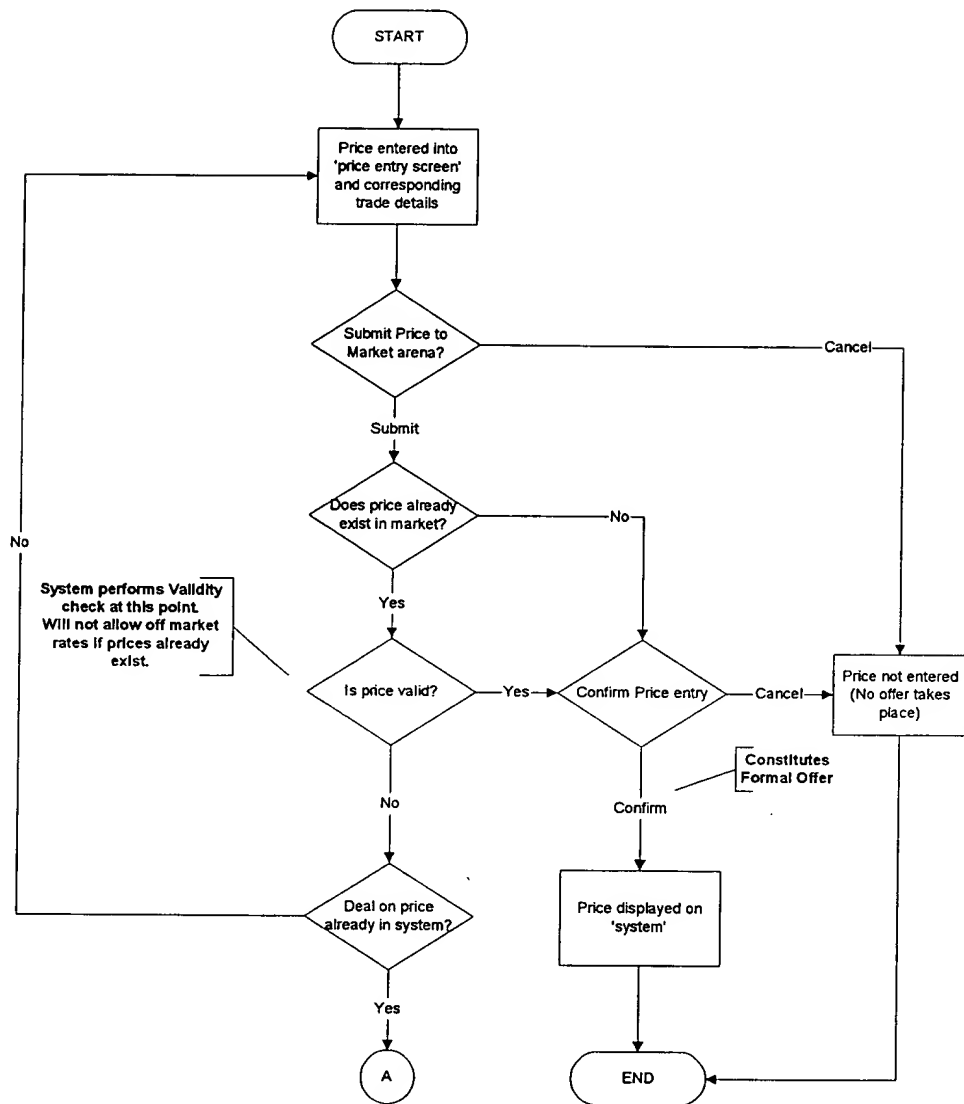 START
Price entered into
'price entry screen'
and corresponding
trade details
Submit Price to
Market arena?
Cancel
Submit
Does price already
exist in market?
No
No
System performs Validity
check at this point.
Will not allow off market
rates if prices already
exist.
Yes
Is price valid?
Yes
Confirm Price entry
Cancel
Price not entered
(No offer takes
place)
Constitutes
Formal Offer
No
Confirm
Deal on price
already in system?
Price displayed on
'system'
Yes
A
END